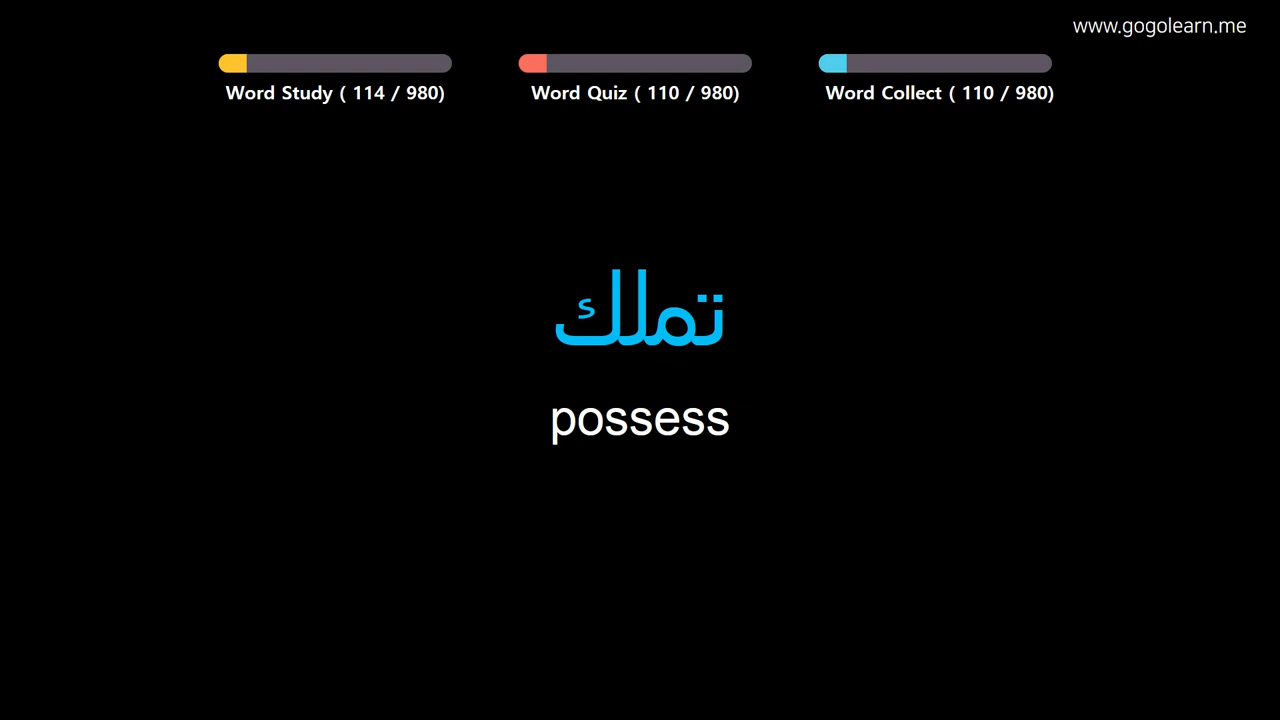 www.gogolearn.me
Word Study ( 114 / 980)
Word Quiz ( 110 / 980)
Word Collect ( 110 / 980)
تملك
possess